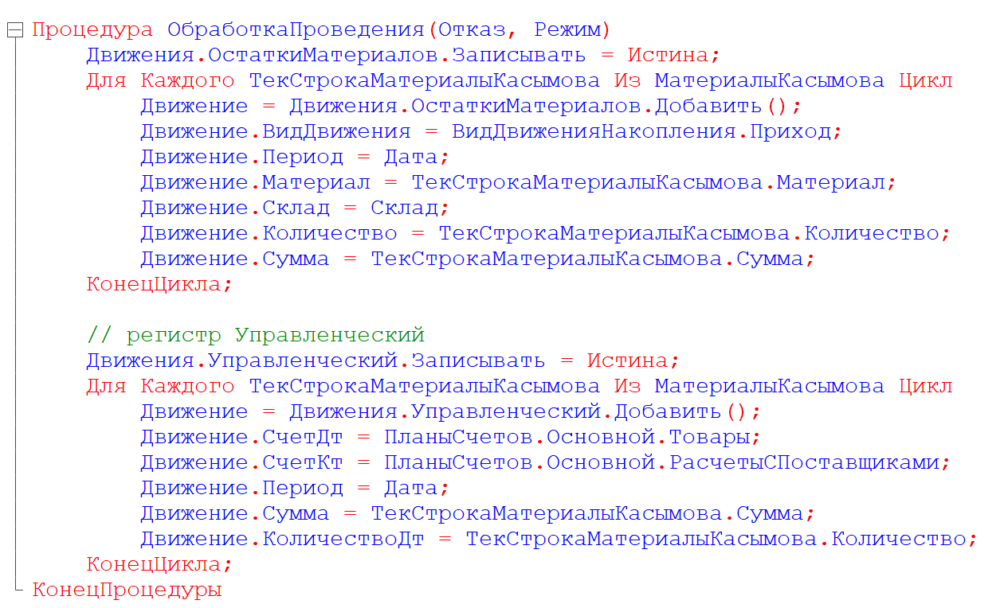 Процедура ОбработкаПроведения(Отказ, Режим)
Движения.ОстаткиМатериалов.Записывать = Истина;
Для Каждого ТекСтрокаМатериалыКасымова Из МатериалыКасымова Цикл
Движение = Движения.ОстаткиМатериалов.Добавить();
Движение.ВидДвижения = ВидДвиженияНакопления.Приход;
Движение.Период = Дата;
Движение.Материал = ТекСтрокаМатериалыКасымова.Материал;
Движение.Склад = Склад;
Движение.Количество = ТекСтрокаМатериалыКасымова.Количество;
Движение.Сумма = ТекСтрокаМатериалыКасымова.Сумма;
КонецЦикла;
// регистр Управленческий
Движения.Управленческий.Записывать = Истина;
Для Каждого ТекСтрокаМатериалыКасымова Из МатериалыКасымова Цикл
Движение = Движения.Управленческий.Добавить();
Движение.СчетДт = ПланыСчетов.Основной.Товары;
Движение.СчетКт = ПланыСчетов.Основной.РасчетыСПоставщиками;
Движение.Период = Дата;
Движение.Сумма = ТекСтрокаМатериалыКасымова.Сумма;
Движение.КоличествоДт = ТекСтрокаМатериалыКасымова.Количество;
КонецЦикла;
КонецПроцедуры